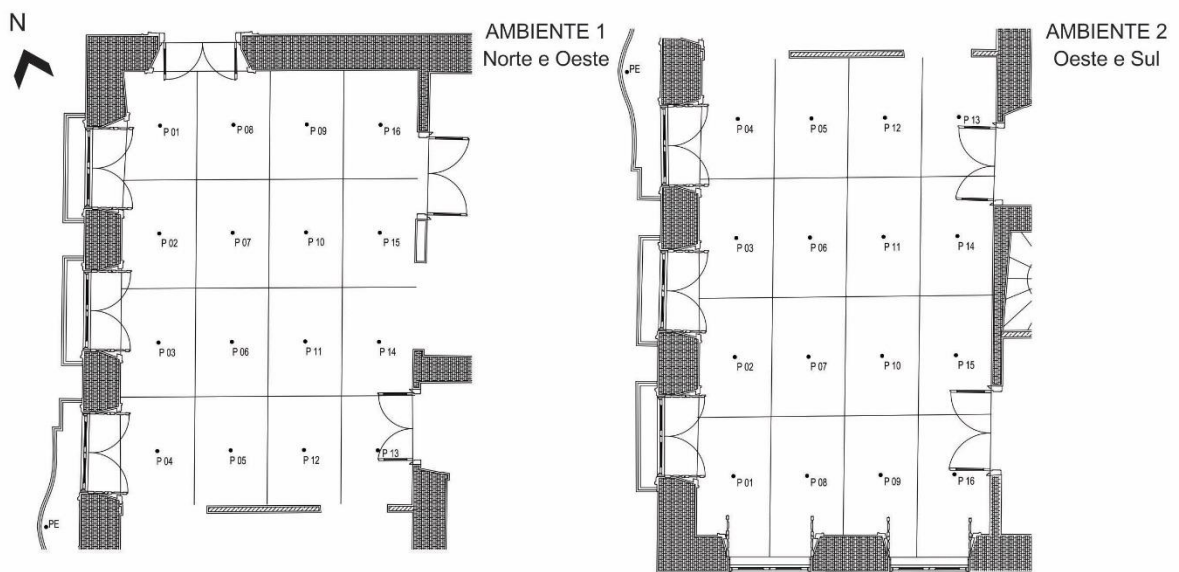 N
AMBIENTE 1
Norte e Oeste
P 01 P 08 P 09 P 16
P 02 P 07 P 10 P 15
P 03 P 06 P 11 P 14
P 04 P 05 P 12 P 13
PE
AMBIENTE 2
Oeste e Sul
PE
P 04 P 05 P 12 P 13
P 03 P 06 P 11 P 14
P 02 P 07 P 10 P 15
P 01 P 08 P 09 P 16